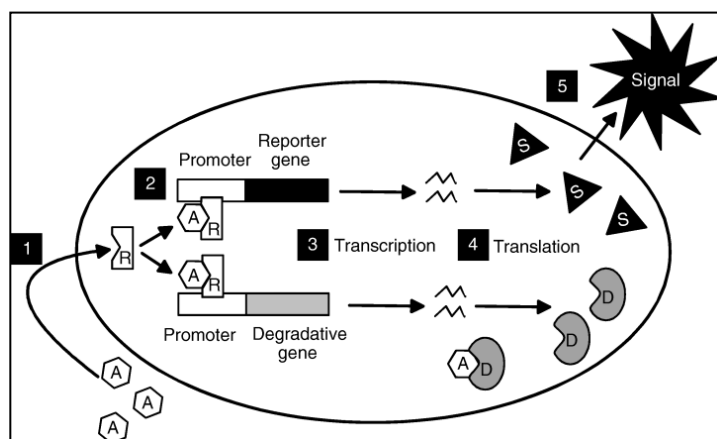 5
Signal
Reporter
gene
Promoter
2
S
S
S
A
R
1
R
3 Transcription
4 Translation
A
R
Promoter
Degradative
gene
D
D
A
D
A
A
A